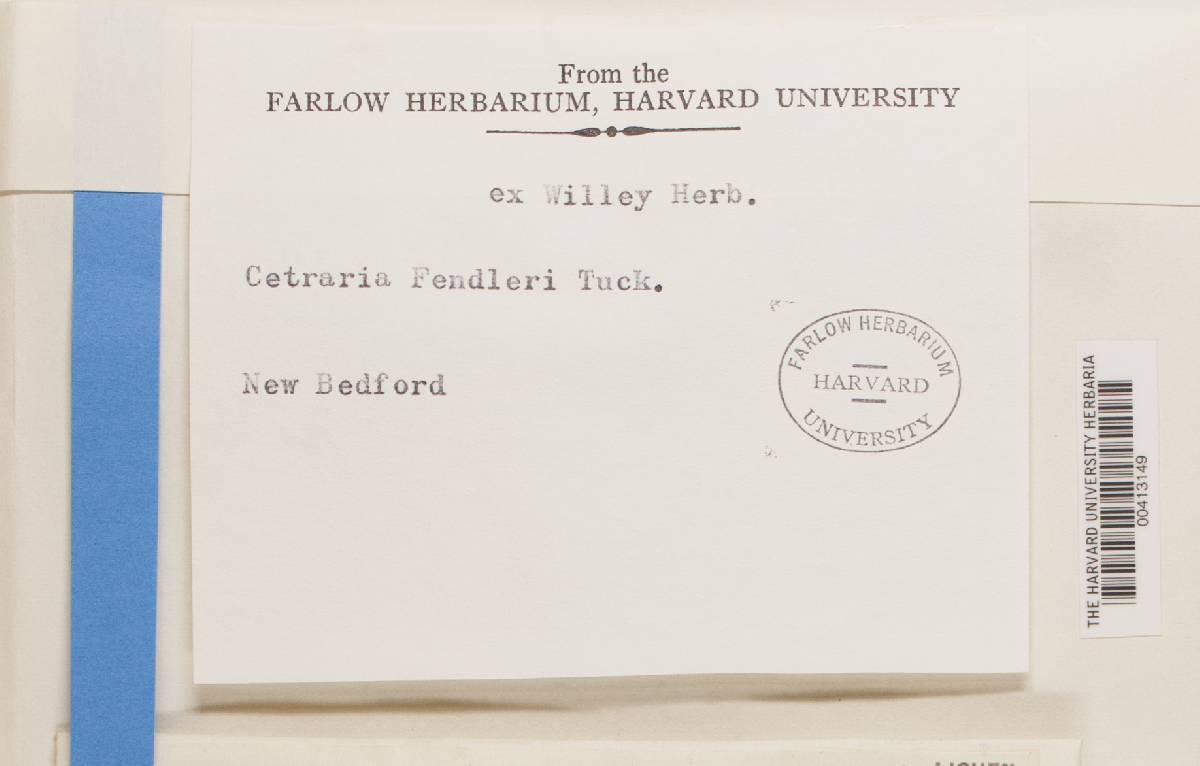 From the
FARLOW HERBARIUM, HARVARD UNIVERSITY
ex Willey Herb.
Cetraria Fendleri Tuck.
New Bedford
FARLOW HERBARIUM
HARVARD
UNIVERSITY
THE HARVARD UNIVERSITY HERBARIA
00413149